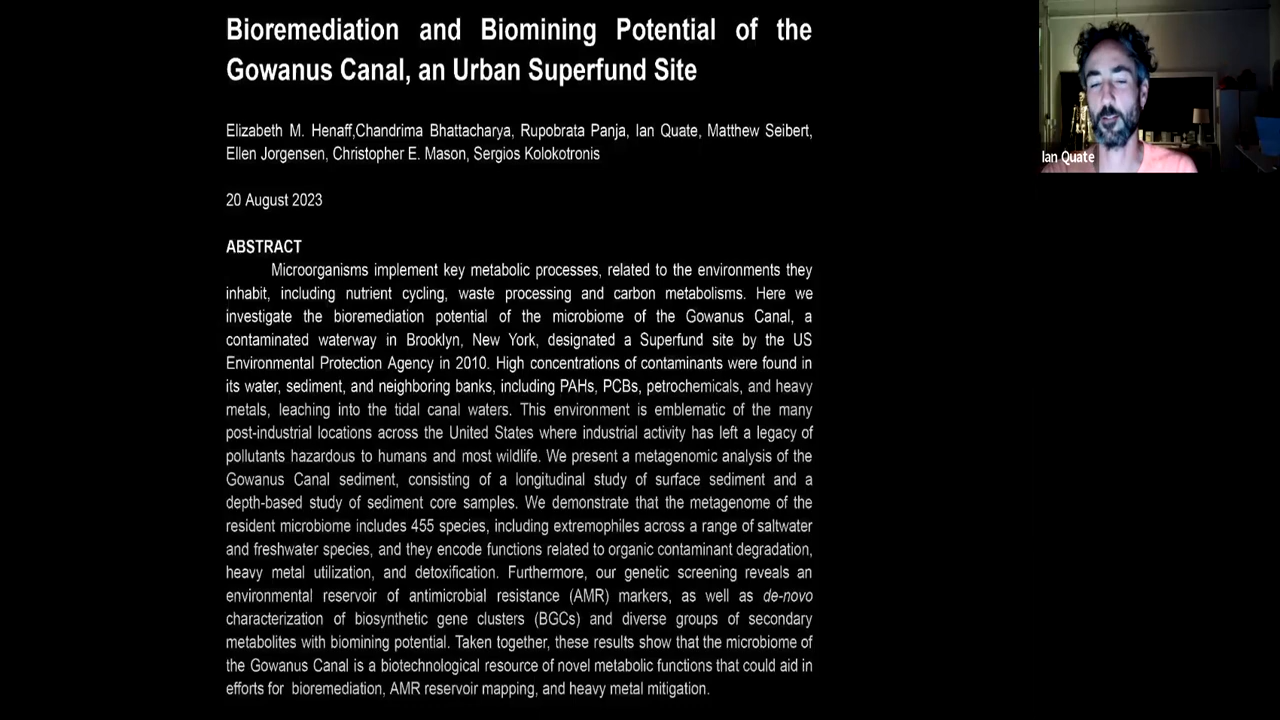 Bioremediation and Biomining Potential of the
Gowanus Canal, an Urban Superfund Site
Elizabeth M. Henaff,Chandrima Bhattacharya, Rupobrata Panja, Ian Quate, Matthew Seibert,
Ellen Jorgensen, Christopher E. Mason, Sergios Kolokotronis
20 August 2023
ABSTRACT
Microorganisms implement key metabolic processes, related to the environments they
inhabit, including nutrient cycling, waste processing and carbon metabolisms. Here we
investigate the bioremediation potential of the microbiome of the Gowanus Canal, a
contaminated waterway in Brooklyn, New York, designated a Superfund site by the US
Environmental Protection Agency in 2010. High concentrations of contaminants were found in
its water, sediment, and neighboring banks, including PAHs, PCBs, petrochemicals, and heavy
metals, leaching into the tidal canal waters. This environment is emblematic of the many
post-industrial locations across the United States where industrial activity has left a legacy of
pollutants hazardous to humans and most wildlife. We present a metagenomic analysis of the
Gowanus Canal sediment, consisting of a longitudinal study of surface sediment and a
depth-based study of sediment core samples. We demonstrate that the metagenome of the
resident microbiome includes 455 species, including extremophiles across a range of saltwater
and freshwater species, and they encode functions related to organic contaminant degradation,
heavy metal utilization, and detoxification. Furthermore, our genetic screening reveals an
environmental reservoir of antimicrobial resistance (AMR) markers, as well as de-novo
characterization of biosynthetic gene clusters (BGCs) and diverse groups of secondary
metabolites with biomining potential. Taken together, these results show that the microbiome of
the Gowanus Canal is a biotechnological resource of novel metabolic functions that could aid in
efforts for bioremediation, AMR reservoir mapping, and heavy metal mitigation.
Ian Quate